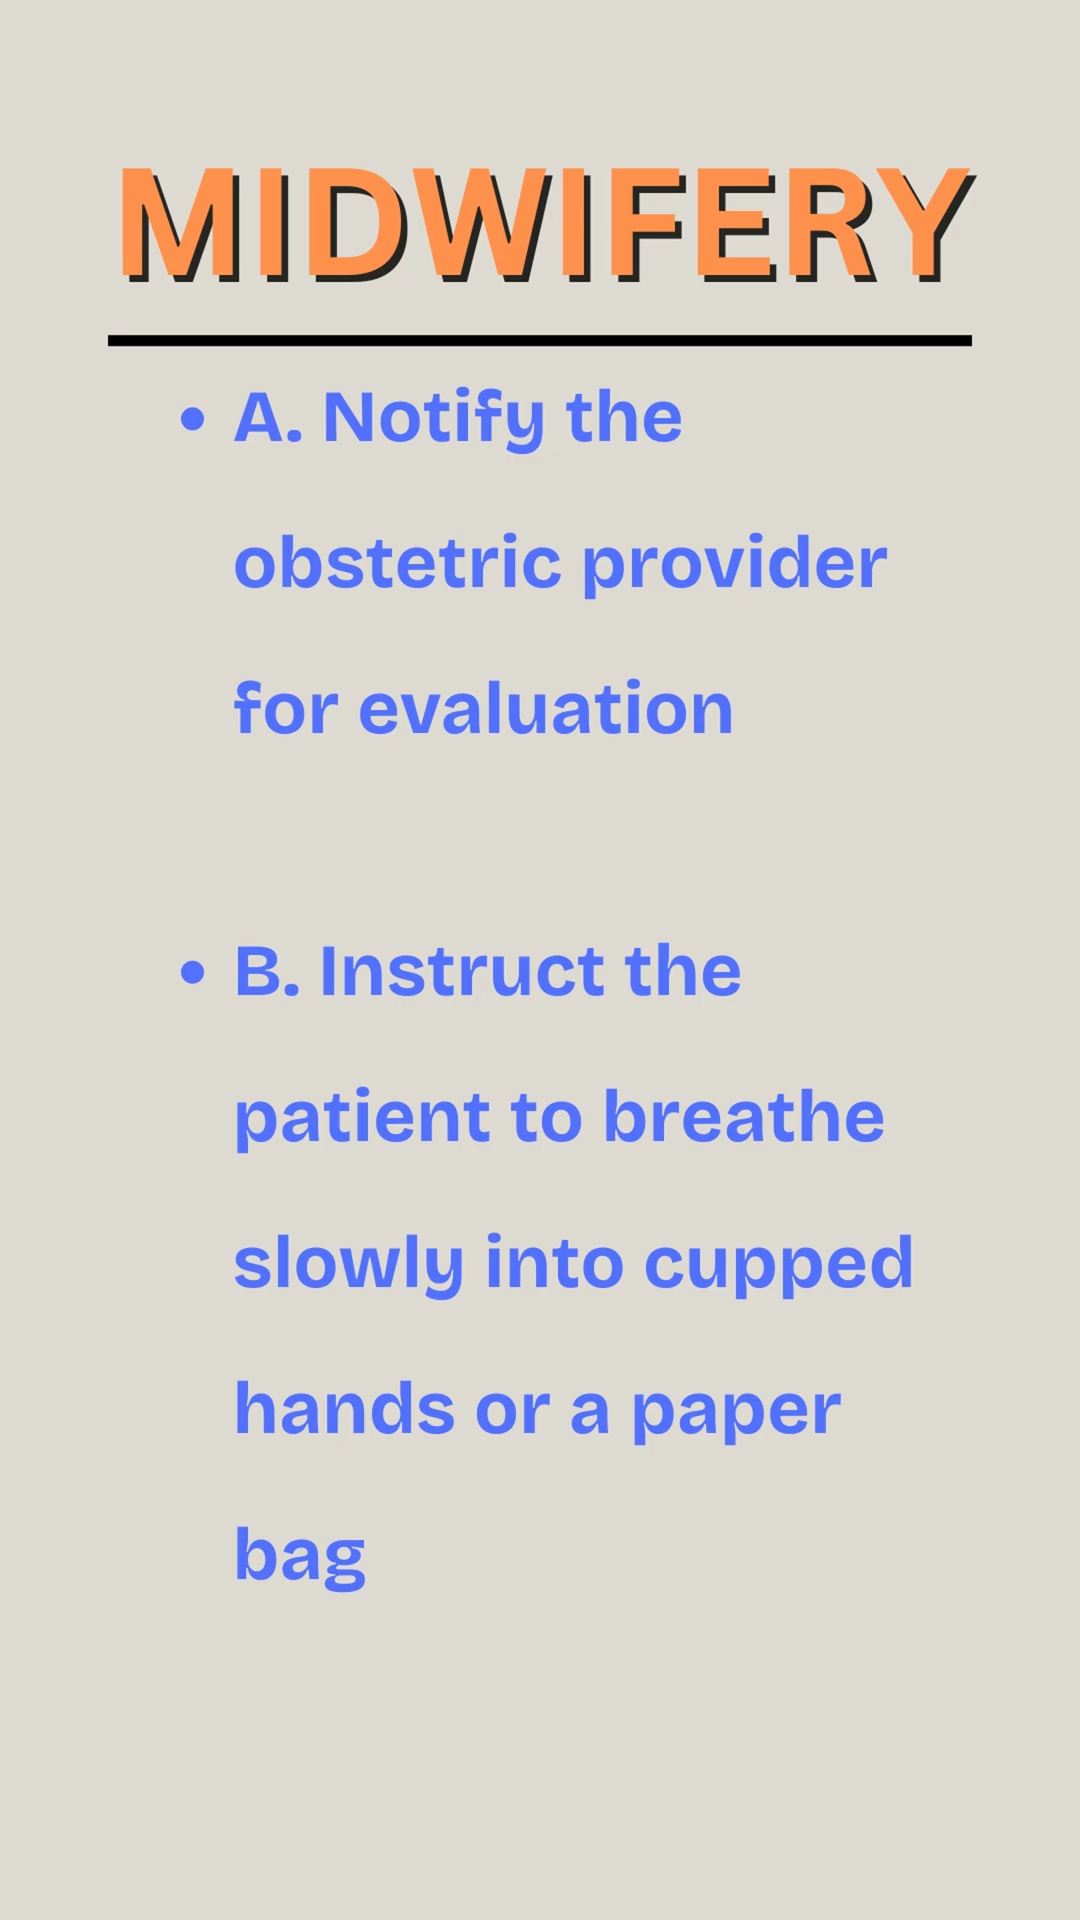 MIDWIFERY
• A. Notify the
obstetric provider
for evaluation
• B. Instruct the
patient to breathe
slowly into cupped
hands or a paper
bag